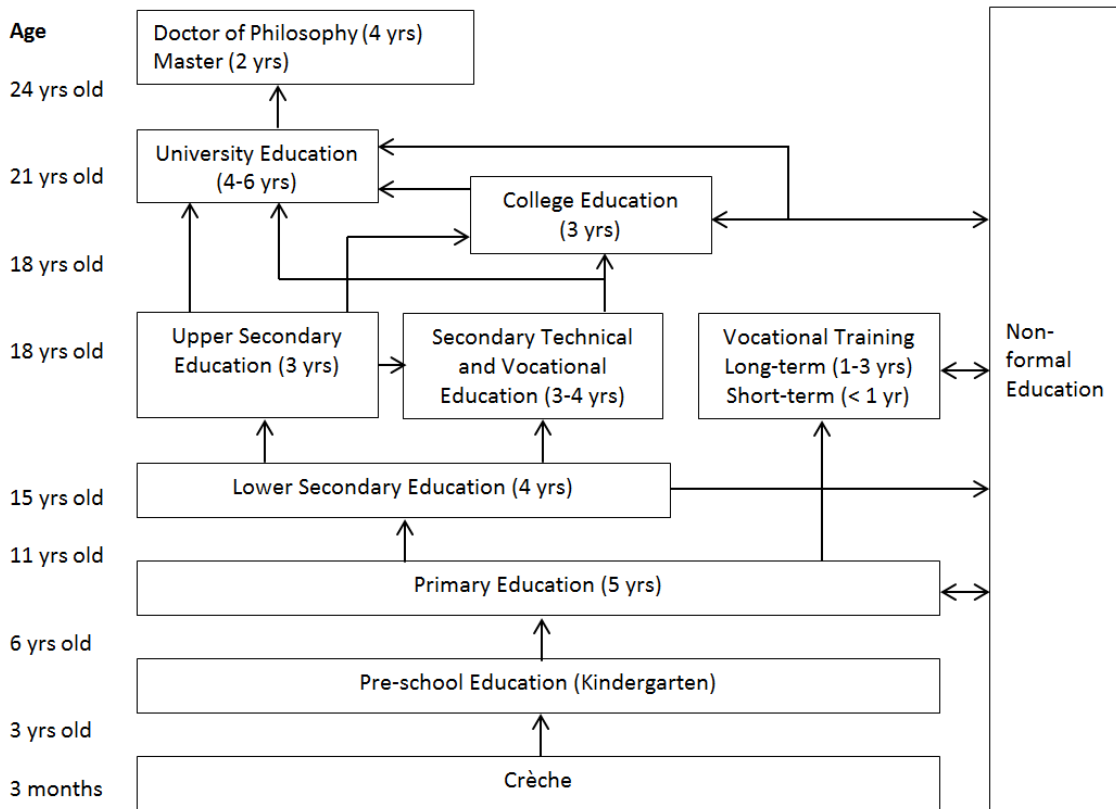 Age
Doctor of Philosophy (4 yrs)
Master (2 yrs)
24 yrs old
University Education
(4-6 yrs)
21 yrs old
College Education
(3 yrs)
18 yrs old
Upper Secondary
Education (3 yrs)
Secondary Technical
and Vocational
Education (3-4 yrs)
Vocational Training
Long-term (1-3 yrs)
Short-term (< 1 yr)
Non-
formal
Education
18 yrs old
Lower Secondary Education (4 yrs)
15 yrs old
11 yrs old
Primary Education (5 yrs)
6 yrs old
Pre-school Education (Kindergarten)
3 yrs old
Crèche
3 months